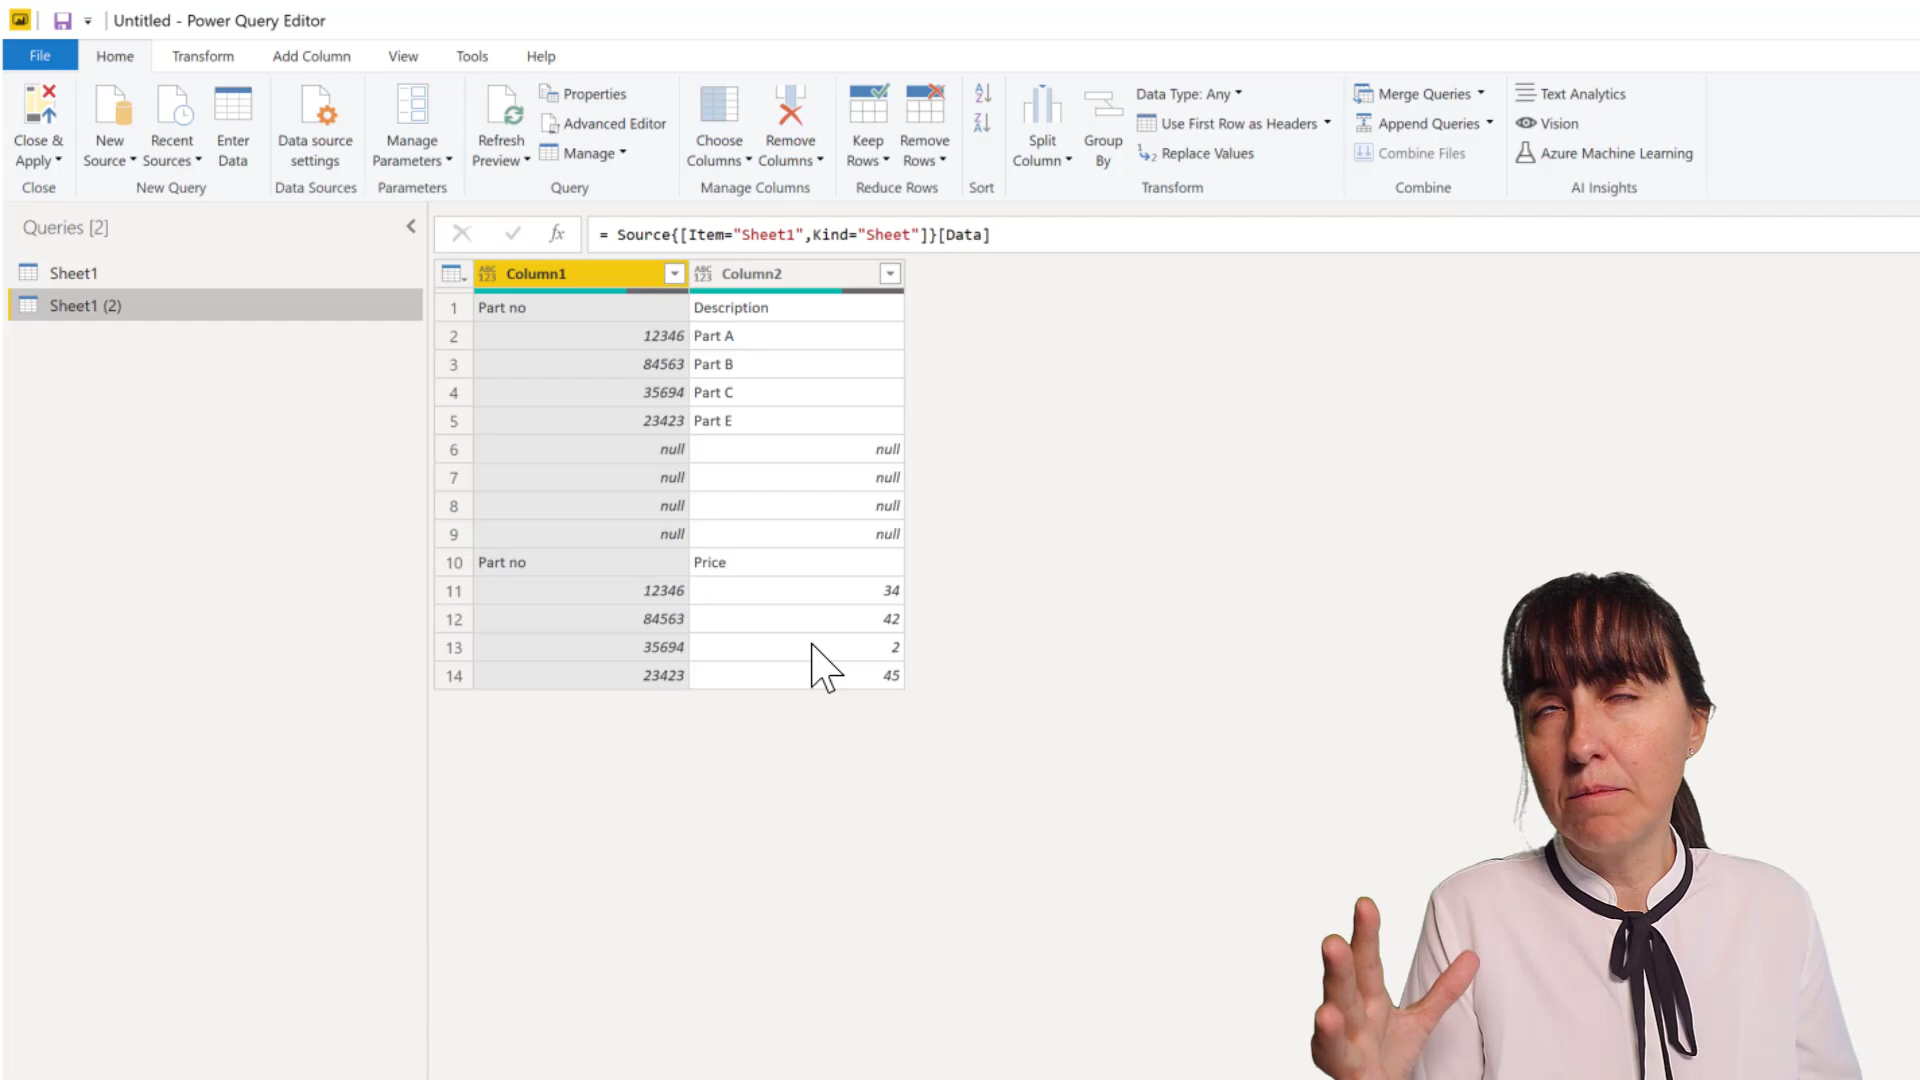 Untitled - Power Query Editor
File Home Transform Add Column View Tools Help
Close & Apply
Close
New Source
Recent Sources
Enter Data
New Query
Data source settings
Data Sources
Manage Parameters
Parameters
Refresh Preview
Properties
Advanced Editor
Manage
Query
Choose Columns
Remove Columns
Manage Columns
Keep Rows
Remove Rows
Reduce Rows
Sort
Split Column
Group By
Data Type: Any
Use First Row as Headers
Replace Values
Transform
Merge Queries
Append Queries
Combine Files
Combine
Text Analytics
Vision
Azure Machine Learning
AI Insights
Queries [2]
Sheet1
Sheet1 (2)
fx = Source{[Item="Sheet1",Kind="Sheet"]}[Data]
ABC 123 Column1 ABC 123 Column2
1 Part no Description
2 12346 Part A
3 84563 Part B
4 35694 Part C
5 23423 Part E
6 null null
7 null null
8 null null
9 null null
10 Part no Price
11 12346 34
12 84563 42
13 35694 2
14 23423 45